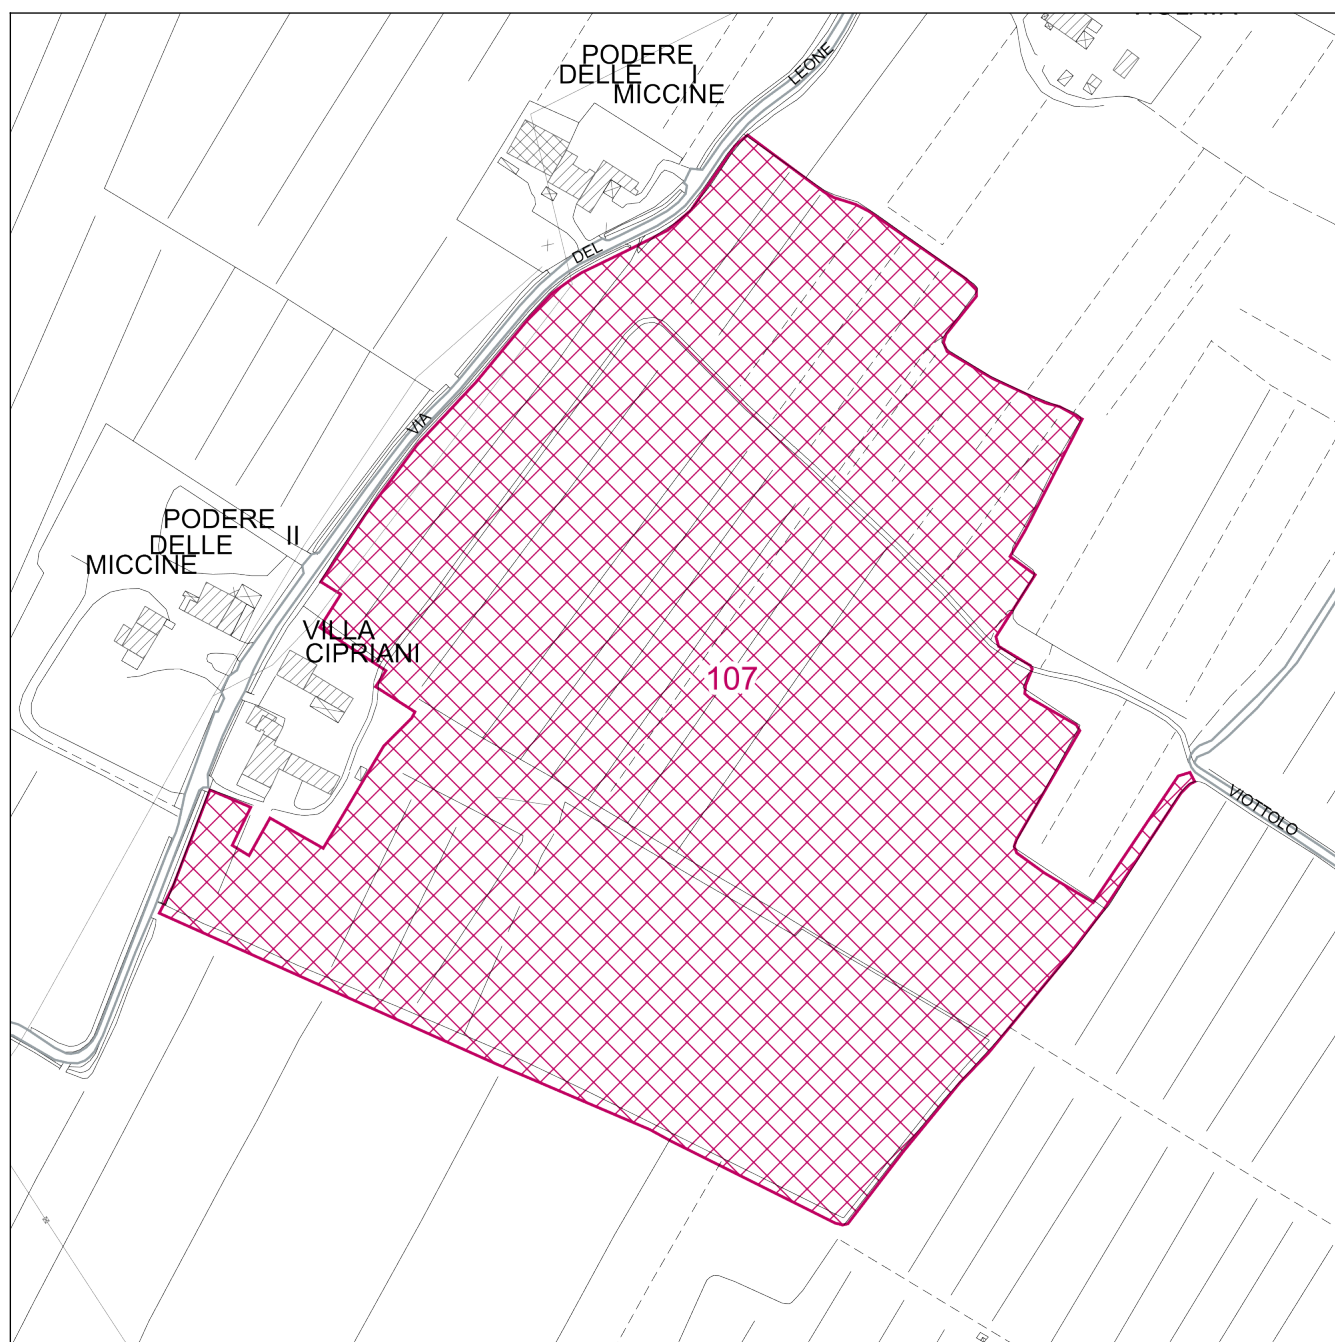 PODERE
DELLE I
MICCINE
LEONE
DEL
VIA
PODERE
DELLE II
MICCINE
VILLA
CIPRIANI
107
VIOTTOLO